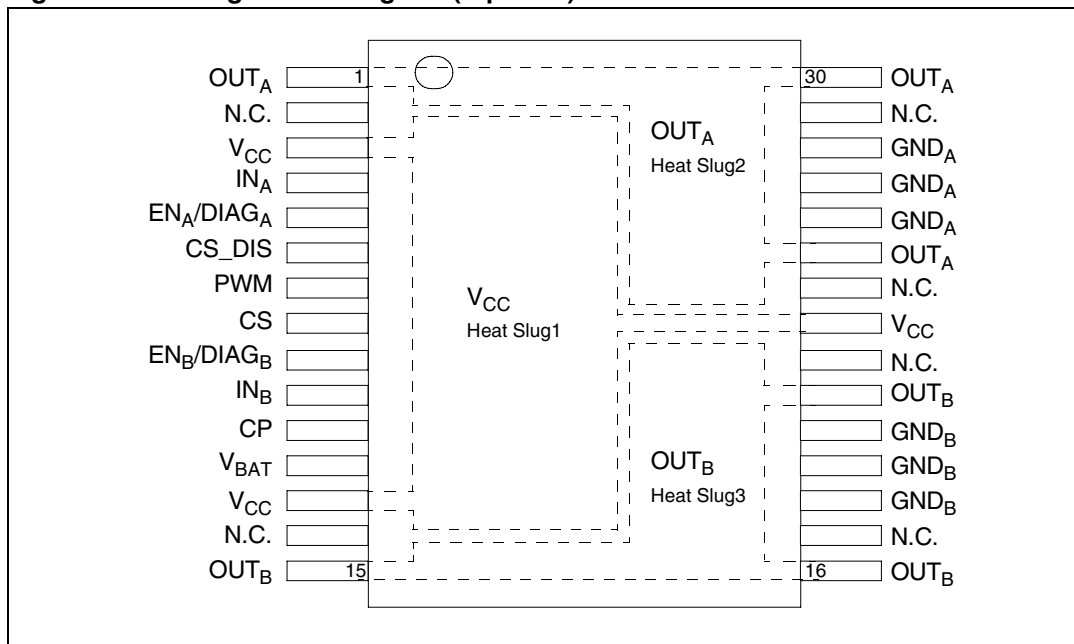 OUTA 1
N.C.
VCC
INA
ENA/DIAGA
CS_DIS
PWM
CS
ENB/DIAGB
INB
CP
VBAT
VCC
N.C.
OUTB 15
OUTA
Heat Slug2
VCC
Heat Slug1
OUTB
Heat Slug3
30 OUTA
N.C.
GNDA
GNDA
GNDA
OUTA
N.C.
VCC
N.C.
OUTB
GNDB
GNDB
GNDB
N.C.
16 OUTB